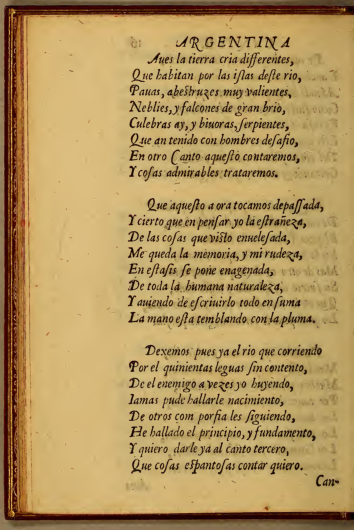 ARGENTINA
Aues la tierra cria differentes,
Que habitan por las islas deste rio,
Pauas, abestruzes muy valientes,
Neblies, y falcones de gran brio,
Culebras ay, y biuoras, serpientes,
Que an tenido con hombres desafio,
En otro Canto aquesto contaremos,
Y cosas admirables trataremos.
Que aquesto a ora tocamos depassada,
Y cierto que en pensar yo la estrañeza,
De las cosas que visto enuelesada,
Me queda la memoria, y mi rudeza,
En estasis se pone enagenada,
De toda la humana naturaleza,
Y auiendo de escriuirlo todo en suma
La mano esta temblando con la pluma.
Dexemos pues ya el rio que corriendo
Por el quinientas leguas sin contento,
De el enemigo a vezes yo huyendo,
Iamas pude hallarle nacimiento,
De otros com porfia les siguiendo,
He hallado el principio, y fundamento,
Y quiero darle ya al canto tercero,
Que cosas espantosas contar quiero.
Can-